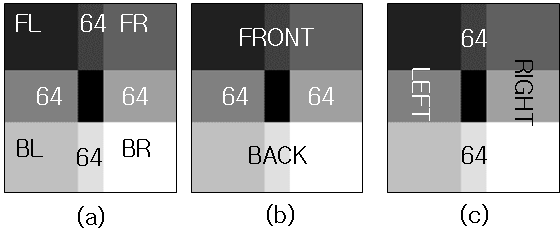 FL 64 FR
64 64
BL 64 BR
(a)
FRONT
64 64
BACK
(b)
64
LEFT RIGHT
64
(c)